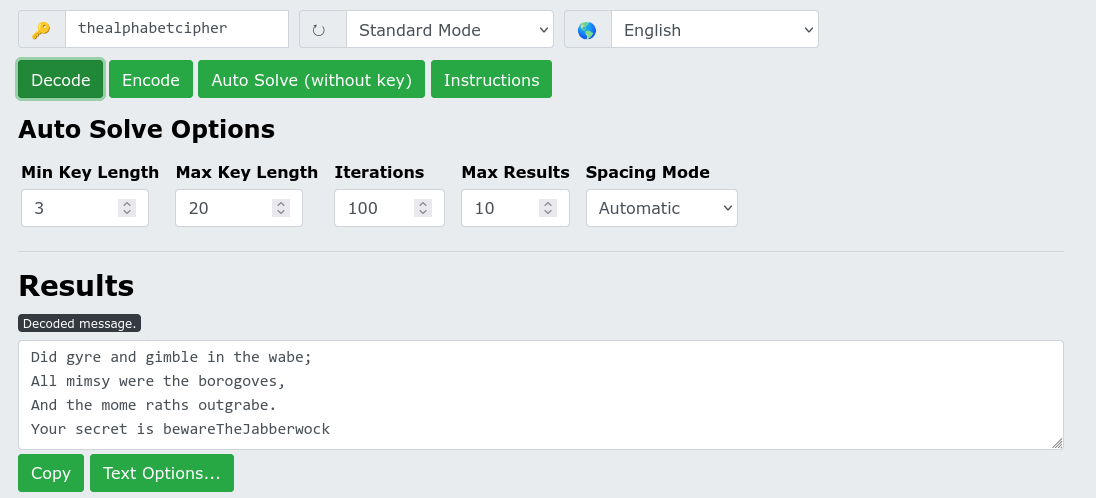 thealphabetcipher Standard Mode English
Decode Encode Auto Solve (without key) Instructions
Auto Solve Options
Min Key Length Max Key Length Iterations Max Results Spacing Mode
3 20 100 10 Automatic
Results
Decoded message.
Did gyre and gimble in the wabe;
All mimsy were the borogoves,
And the mome raths outgrabe.
Your secret is bewareTheJabberwock
Copy Text Options...